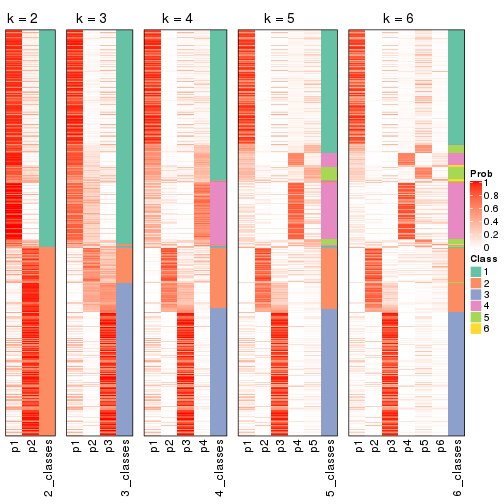 k = 2
k = 3
k = 4
k = 5
k = 6
Prob
1
0.8
0.6
0.4
0.2
0
Class
1
2
3
4
5
6
p1
p2
2_classes
p1
p2
p3
3_classes
p1
p2
p3
p4
4_classes
p1
p2
p3
p4
p5
5_classes
p1
p2
p3
p4
p5
p6
6_classes